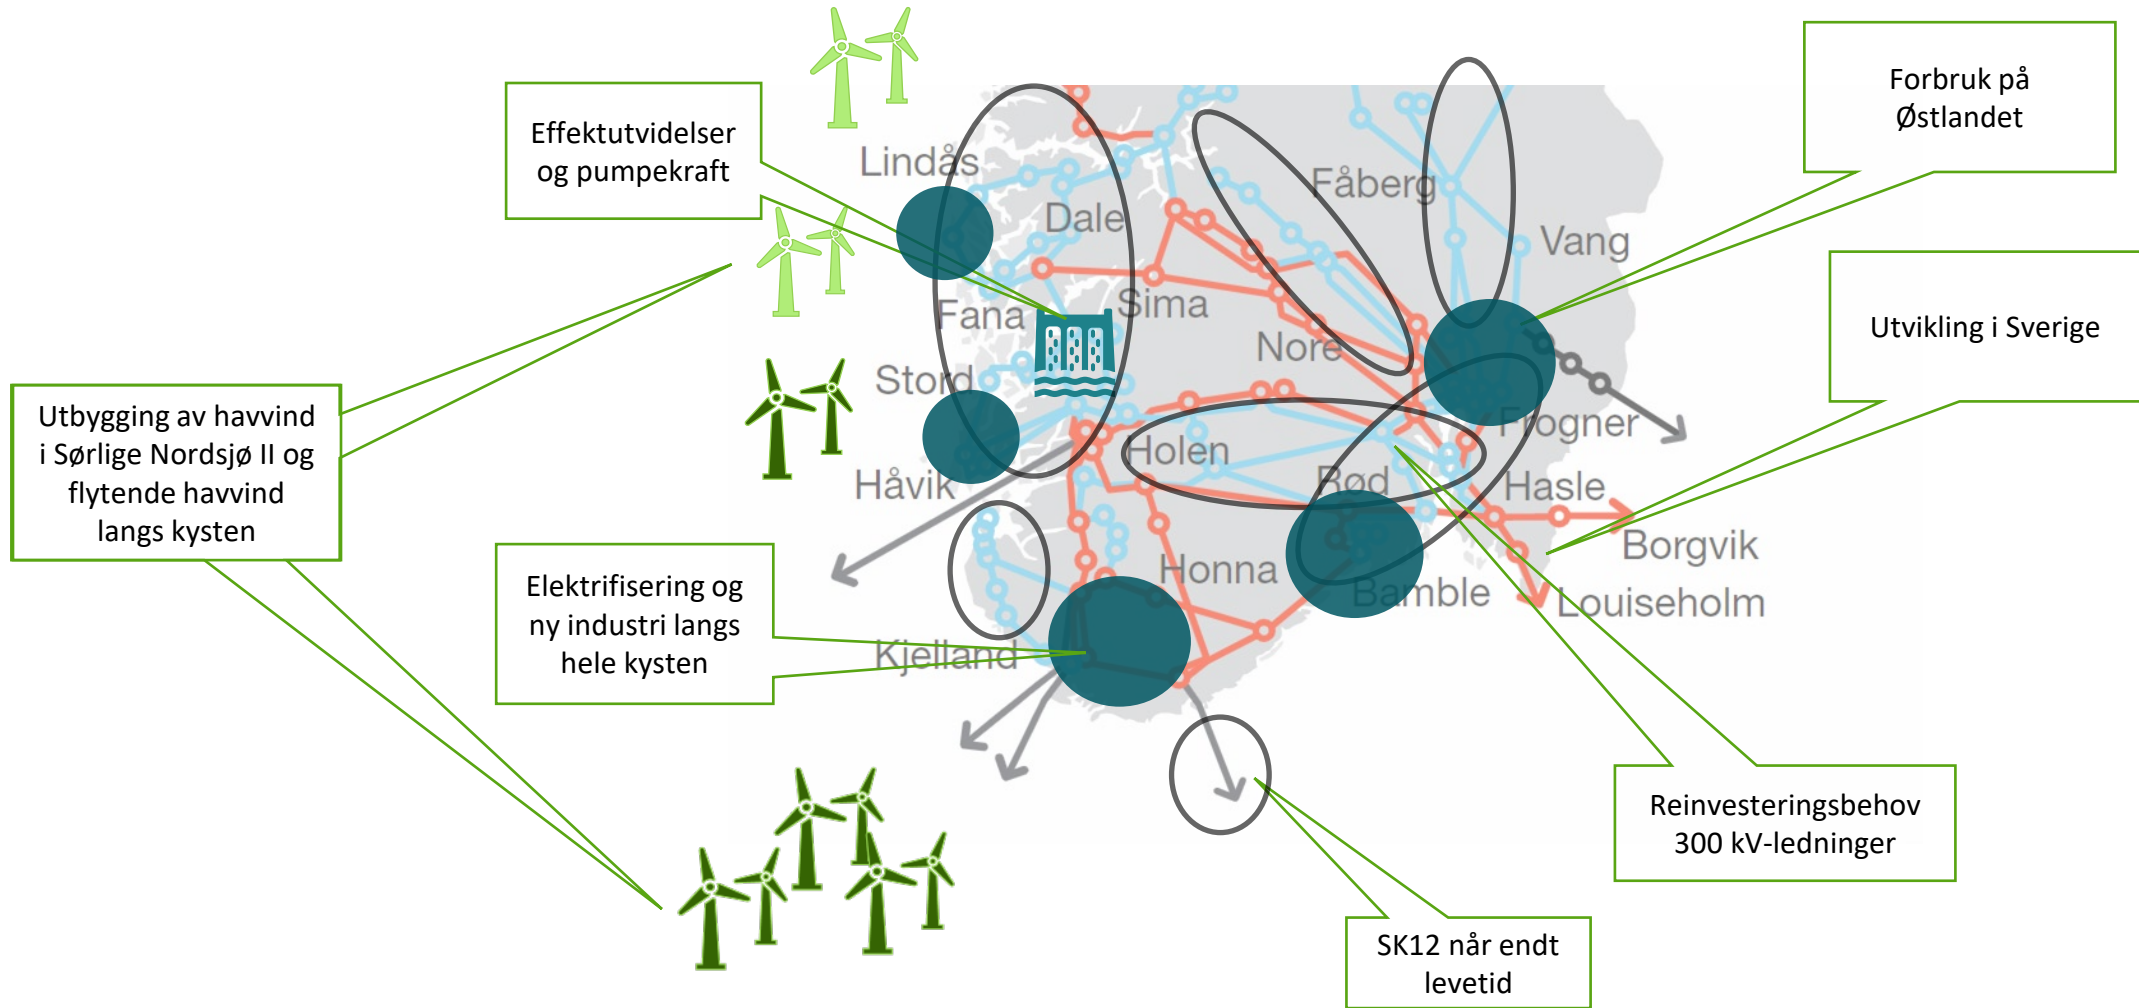 Forbruk på
Østlandet
Effektutvidelser
og pumpekraft
Lindås
Fåberg
Dale
Vang
Utvikling i Sverige
Fana
Sima
Nore
Stord
Utbygging av havvind
i Sørlige Nordsjø II og
flytende havvind
langs kysten
Frogner
Holen
Håvik
Rød
Hasle
Borgvik
Elektrifisering og
ny industri langs
hele kysten
Honna
Bamble
Louiseholm
Kjelland
Reinvesteringsbehov
300 kV-ledninger
SK12 når endt
levetid